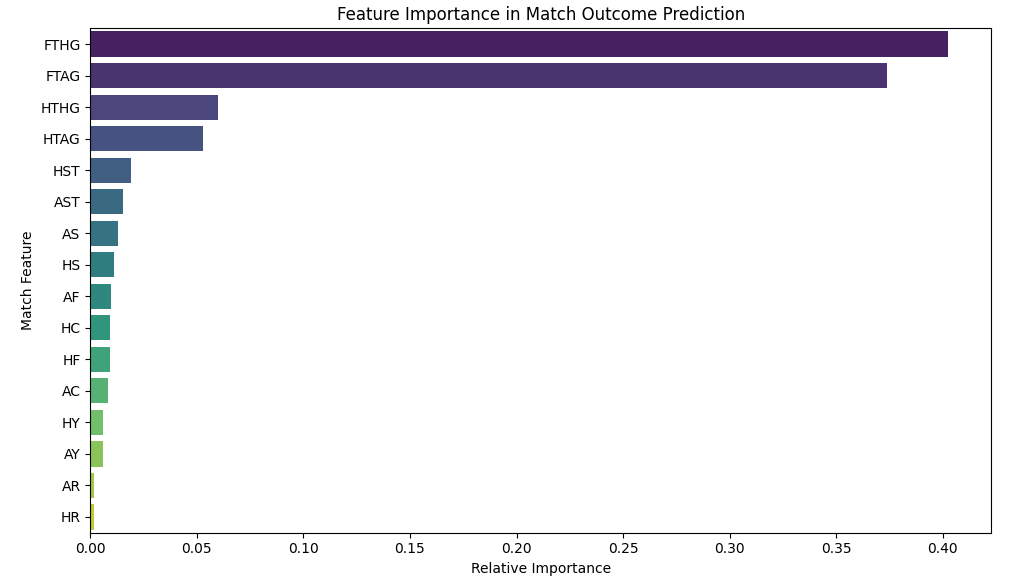 Feature Importance in Match Outcome Prediction
FTHG
FTAG
HTHG
HTAG
HST
AST
AS
HS
AF
HC
HF
AC
HY
AY
AR
HR
Match Feature
0.00 0.05 0.10 0.15 0.20 0.25 0.30 0.35 0.40
Relative Importance